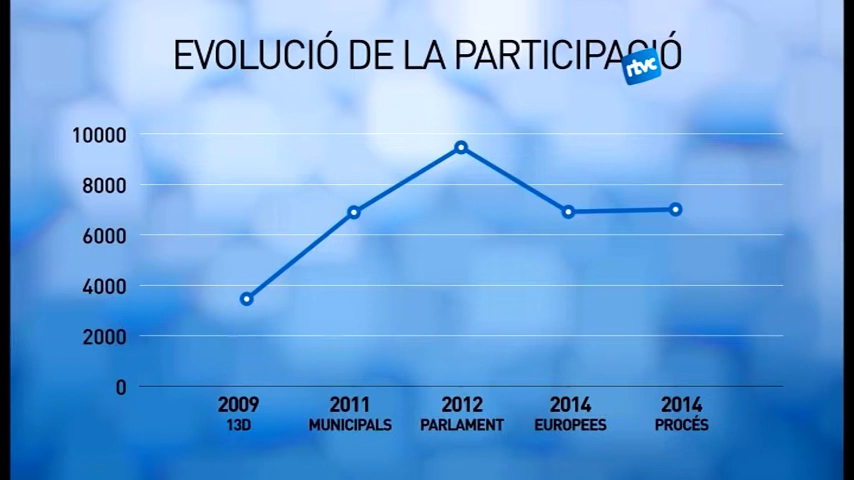 EVOLUCIÓ DE LA PARTICIPACIÓ
rtvc
10000
8000
6000
4000
2000
0
2009 2011 2012 2014 2014
13D MUNICIPALS PARLAMENT EUROPEES PROCÉS